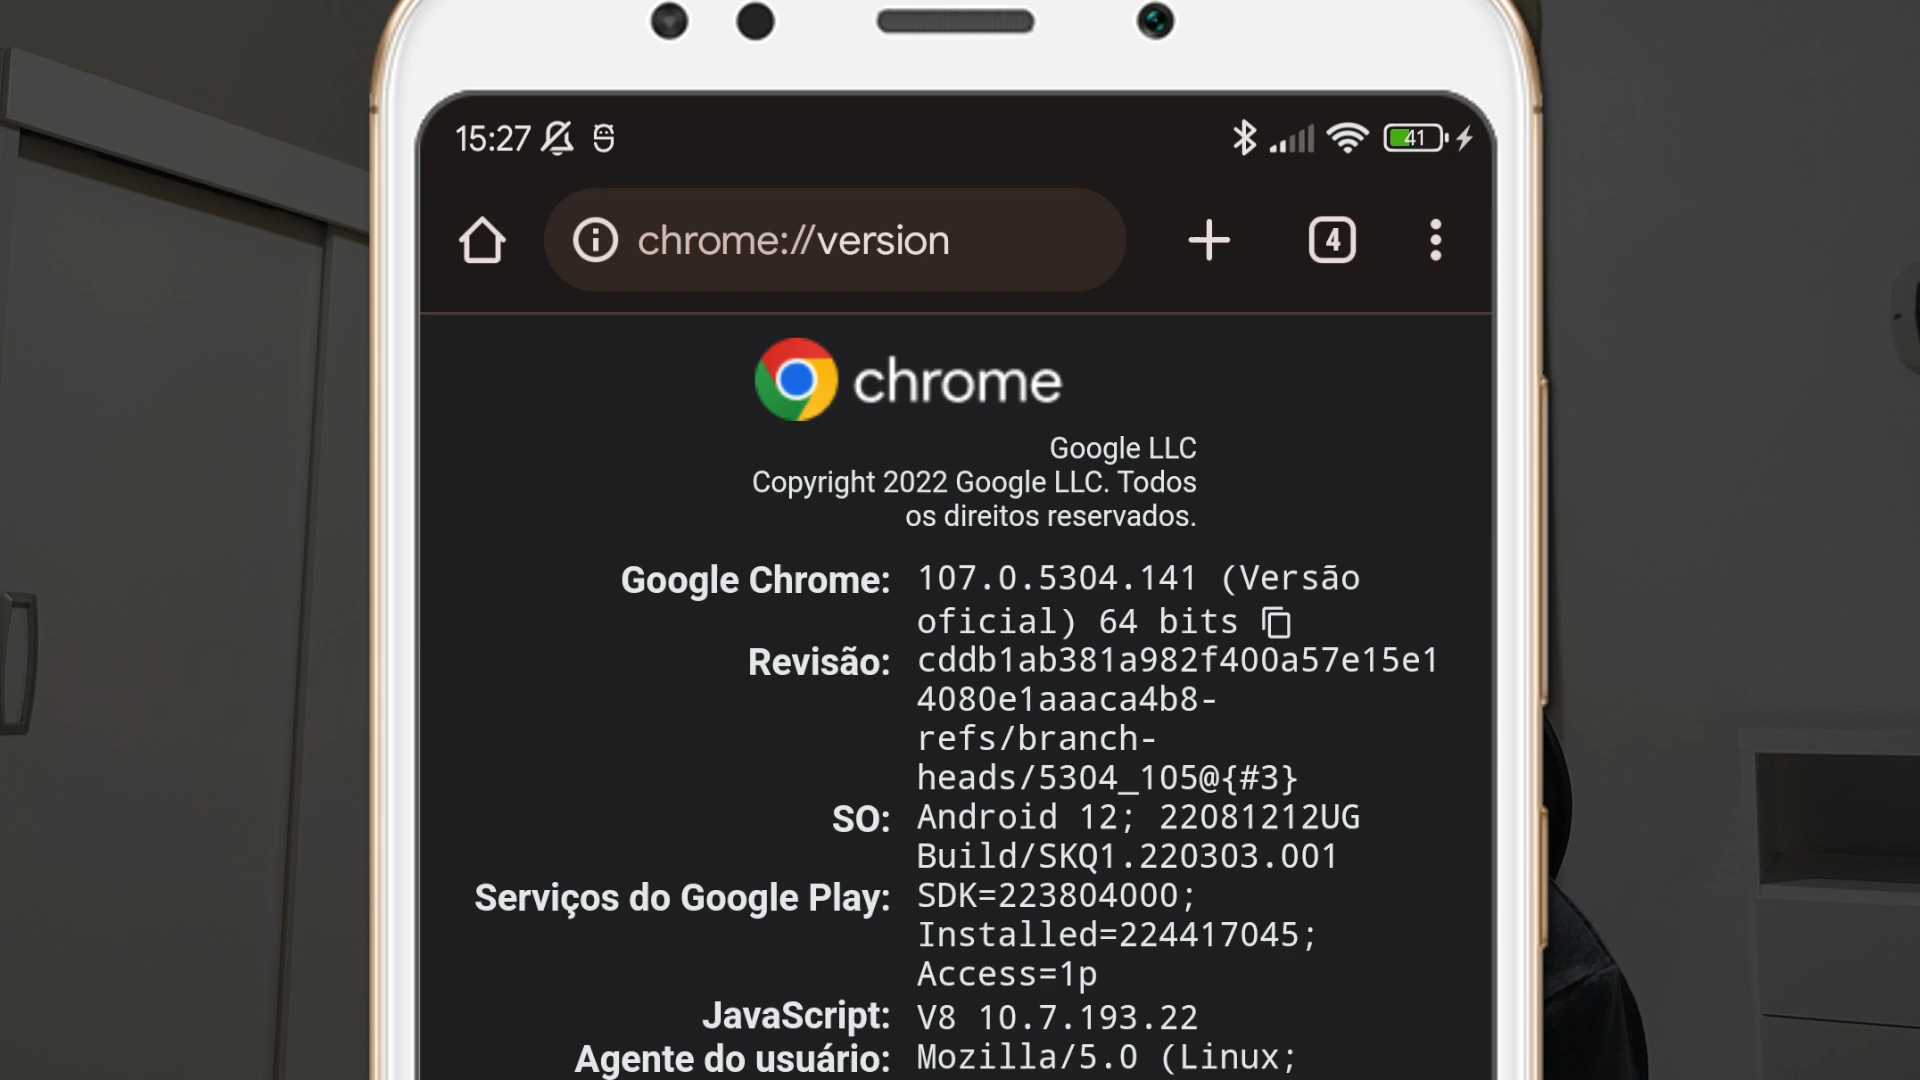 15:27
41
chrome://version
4
chrome
Google LLC
Copyright 2022 Google LLC. Todos
os direitos reservados.
Google Chrome: 107.0.5304.141 (Versão
oficial) 64 bits
Revisão: cddb1ab381a982f400a57e15e1
4080e1aaaca4b8-
refs/branch-
heads/5304_105@{#3}
SO: Android 12; 22081212UG
Build/SKQ1.220303.001
Serviços do Google Play: SDK=223804000;
Installed=224417045;
Access=1p
JavaScript: V8 10.7.193.22
Agente do usuário: Mozilla/5.0 (Linux;